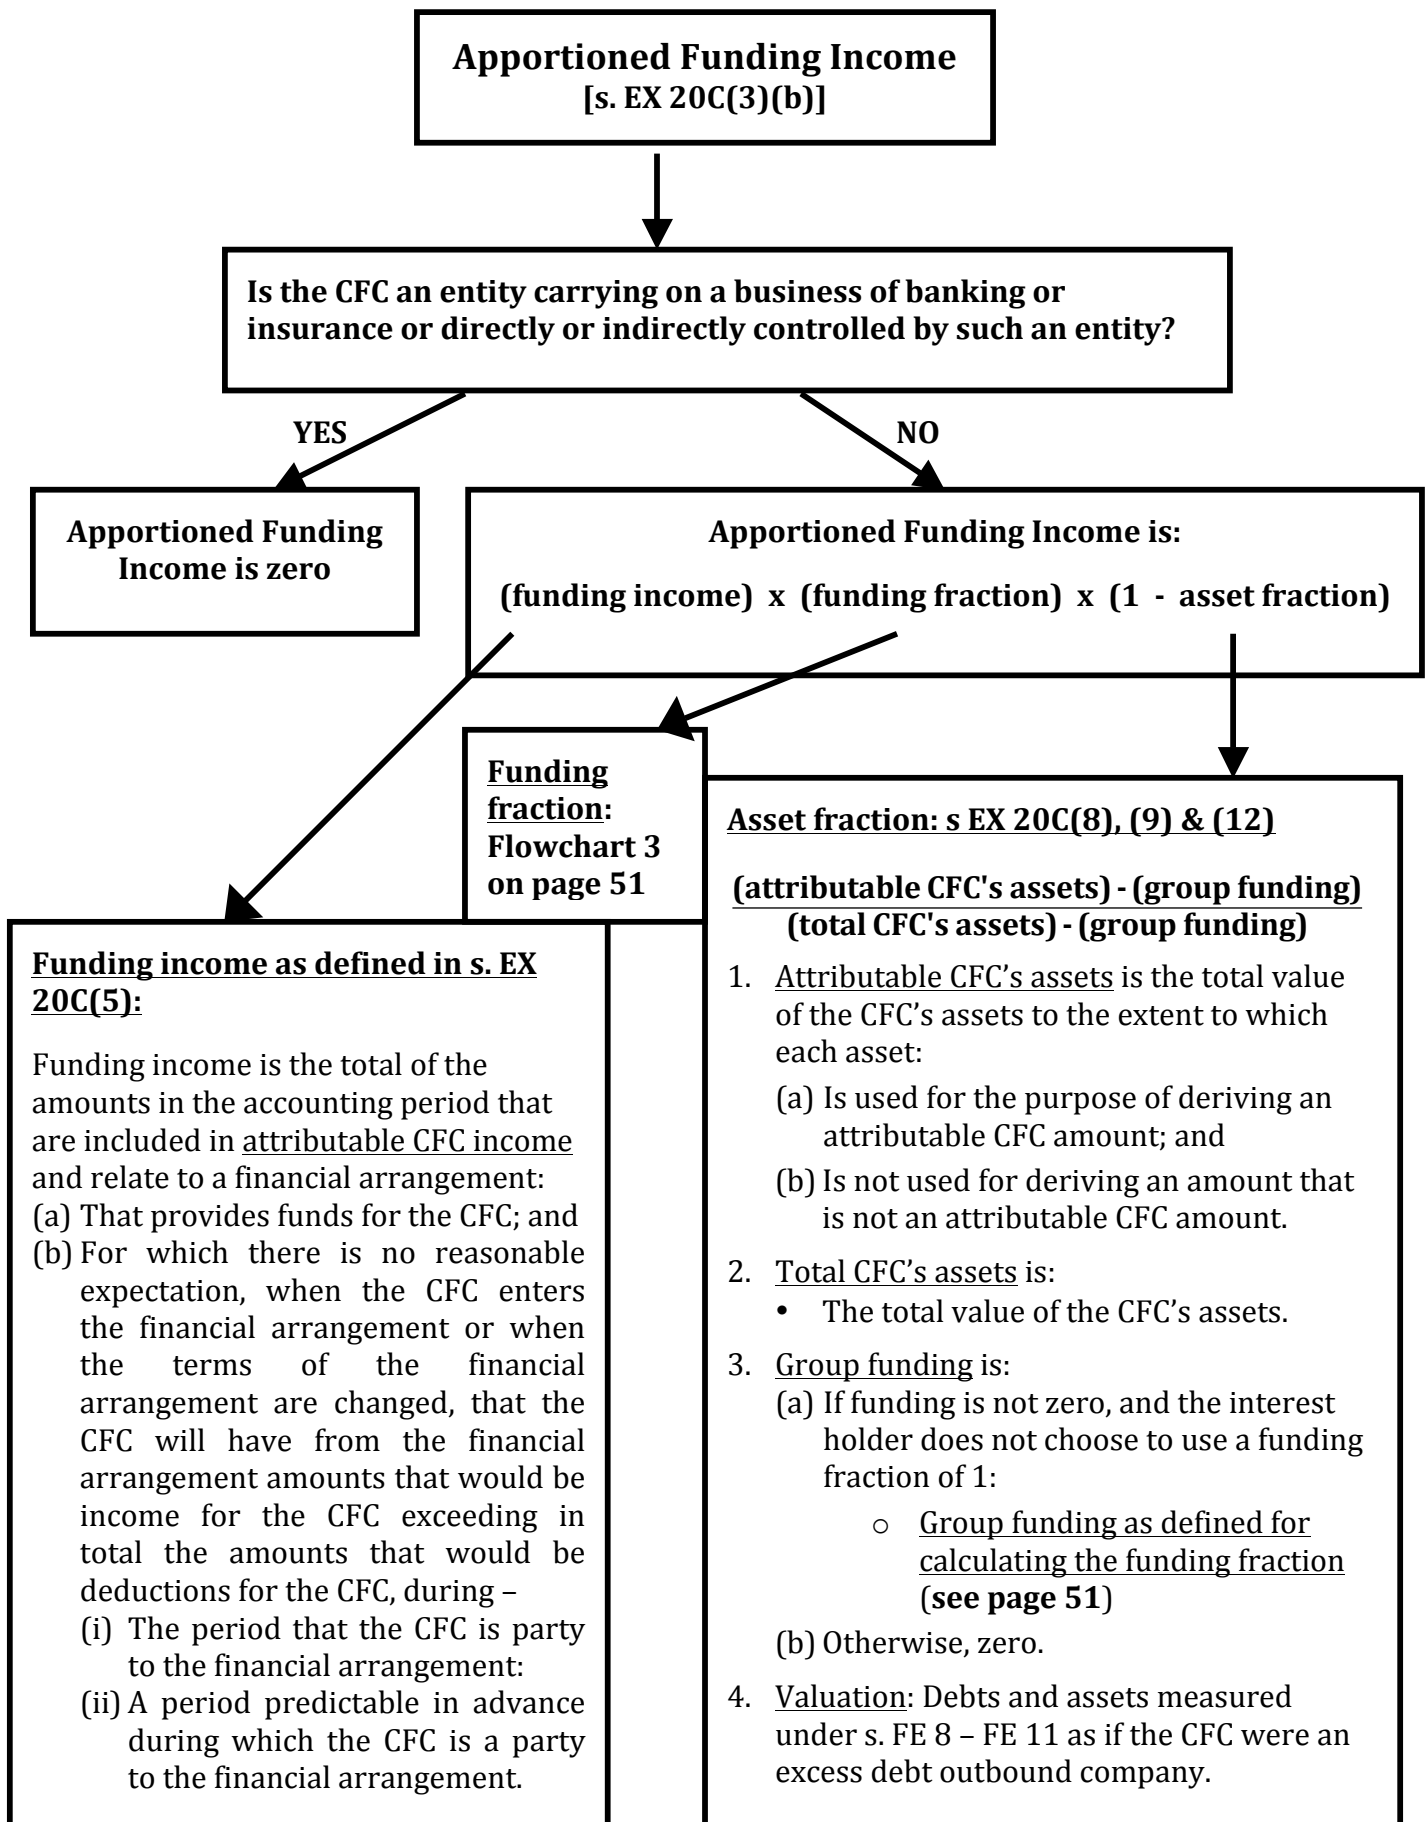 Apportioned Funding Income
[s. EX 20C(3)(b)]
Is the CFC an entity carrying on a business of banking or
insurance or directly or indirectly controlled by such an entity?
YES
NO
Apportioned Funding
Income is zero
Apportioned Funding Income is:
(funding income) x (funding fraction) x (1 - asset fraction)
Funding
fraction:
Flowchart 3
on page 51
Funding income as defined in s. EX
20C(5):
Funding income is the total of the
amounts in the accounting period that
are included in attributable CFC income
and relate to a financial arrangement:
(a) That provides funds for the CFC; and
(b) For which there is no reasonable
expectation, when the CFC enters
the financial arrangement or when
the terms of the financial
arrangement are changed, that the
CFC will have from the financial
arrangement amounts that would be
income for the CFC exceeding in
total the amounts that would be
deductions for the CFC, during –
(i) The period that the CFC is party
to the financial arrangement:
(ii) A period predictable in advance
during which the CFC is a party
to the financial arrangement.
Asset fraction: s EX 20C(8), (9) & (12)
(attributable CFC's assets) - (group funding)
(total CFC's assets) - (group funding)
1. Attributable CFC’s assets is the total value
of the CFC’s assets to the extent to which
each asset:
(a) Is used for the purpose of deriving an
attributable CFC amount; and
(b) Is not used for deriving an amount that
is not an attributable CFC amount.
2. Total CFC’s assets is:
• The total value of the CFC’s assets.
3. Group funding is:
(a) If funding is not zero, and the interest
holder does not choose to use a funding
fraction of 1:
o Group funding as defined for
calculating the funding fraction
(see page 51)
(b) Otherwise, zero.
4. Valuation: Debts and assets measured
under s. FE 8 – FE 11 as if the CFC were an
excess debt outbound company.